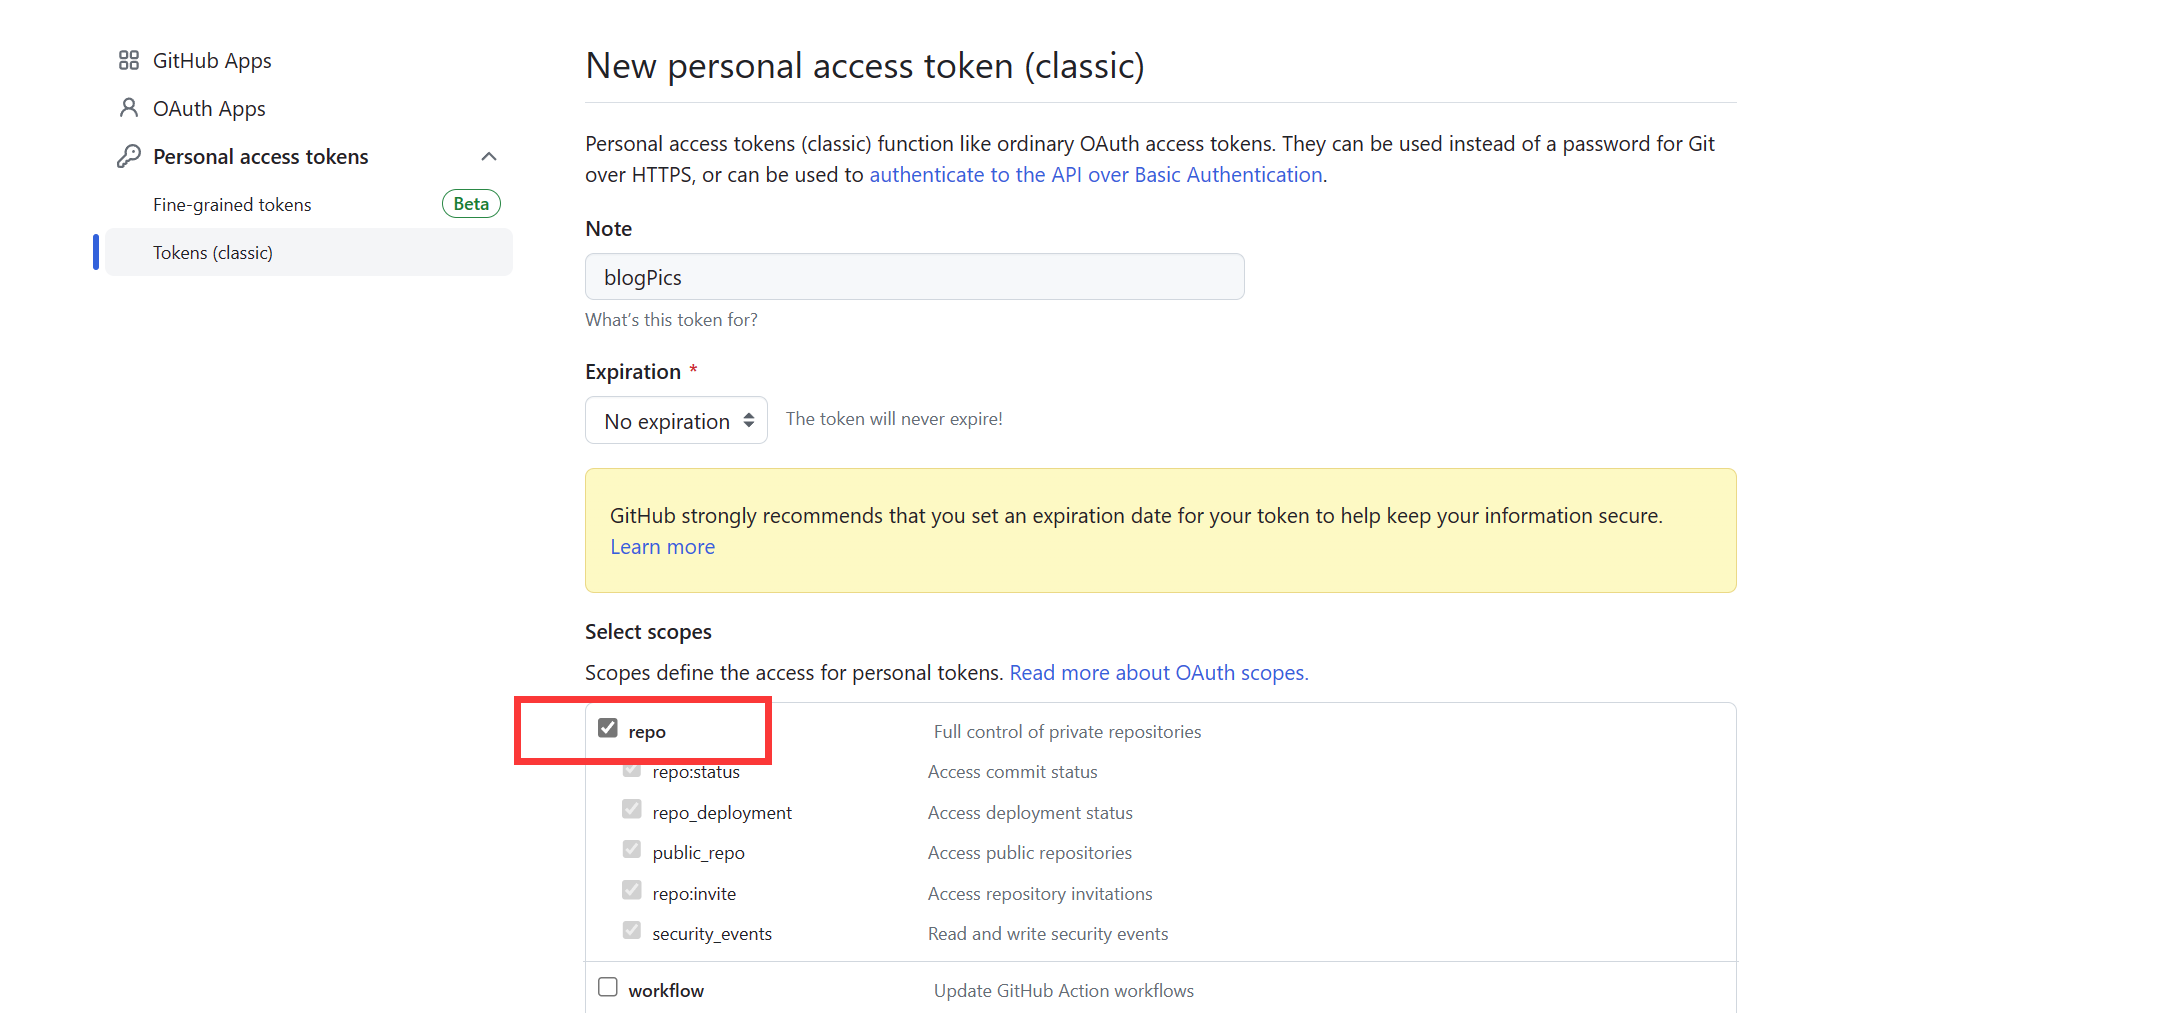 GitHub Apps
OAuth Apps
Personal access tokens
Fine-grained tokens
Beta
Tokens (classic)
New personal access token (classic)
Personal access tokens (classic) function like ordinary OAuth access tokens. They can be used instead of a password for Git
over HTTPS, or can be used to authenticate to the API over Basic Authentication.
Note
blogPics
What's this token for?
Expiration *
No expiration
The token will never expire!
GitHub strongly recommends that you set an expiration date for your token to help keep your information secure.
Learn more
Select scopes
Scopes define the access for personal tokens. Read more about OAuth scopes.
repo Full control of private repositories
repo:status Access commit status
repo_deployment Access deployment status
public_repo Access public repositories
repo:invite Access repository invitations
security_events Read and write security events
workflow Update GitHub Action workflows